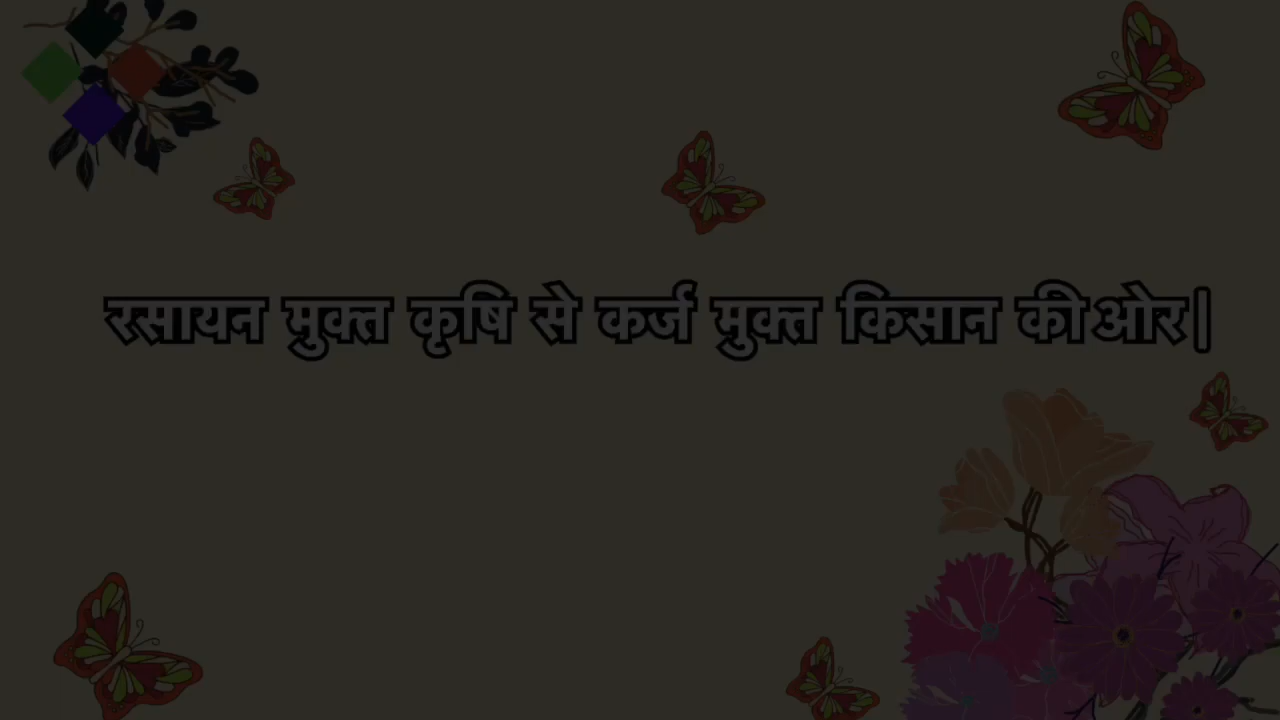 रसायन मुक्त कृषि से कर्ज मुक्त किसान की ओर|